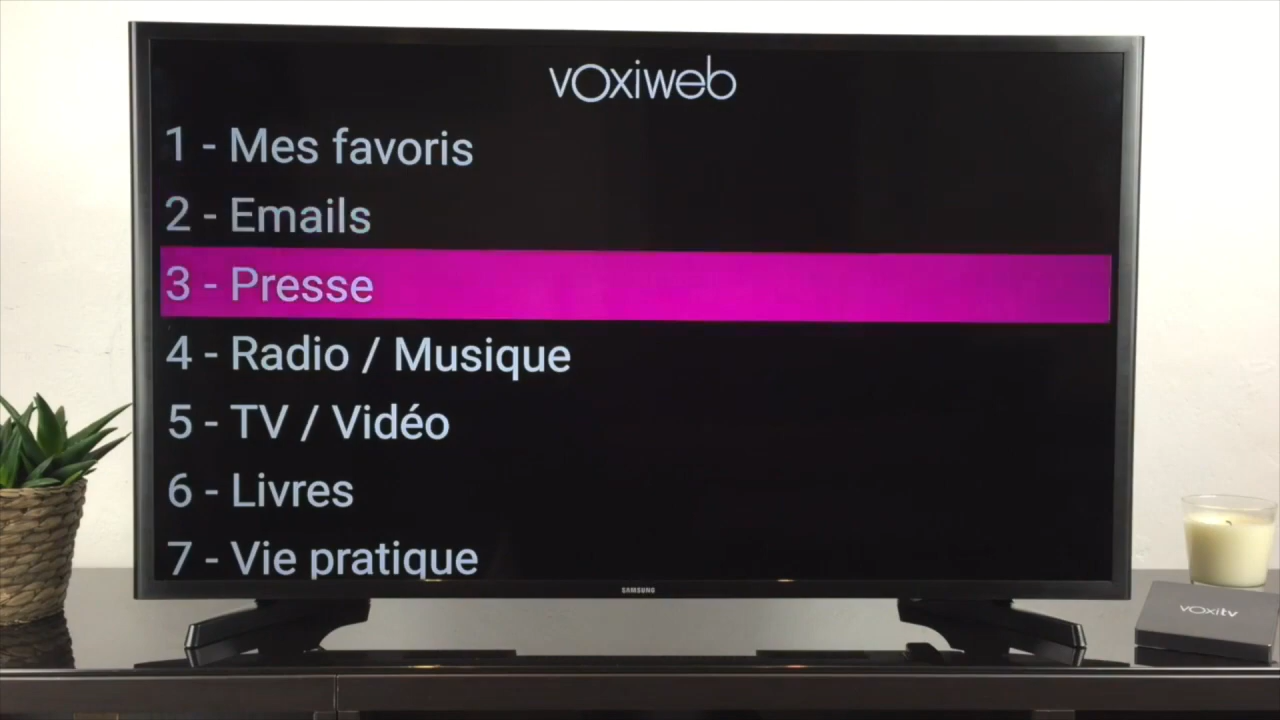 voxiweb
1 - Mes favoris
2 - Emails
3 - Presse
4 - Radio / Musique
5 - TV / Vidéo
6 - Livres
7 - Vie pratique
SAMSUNG
voxitv